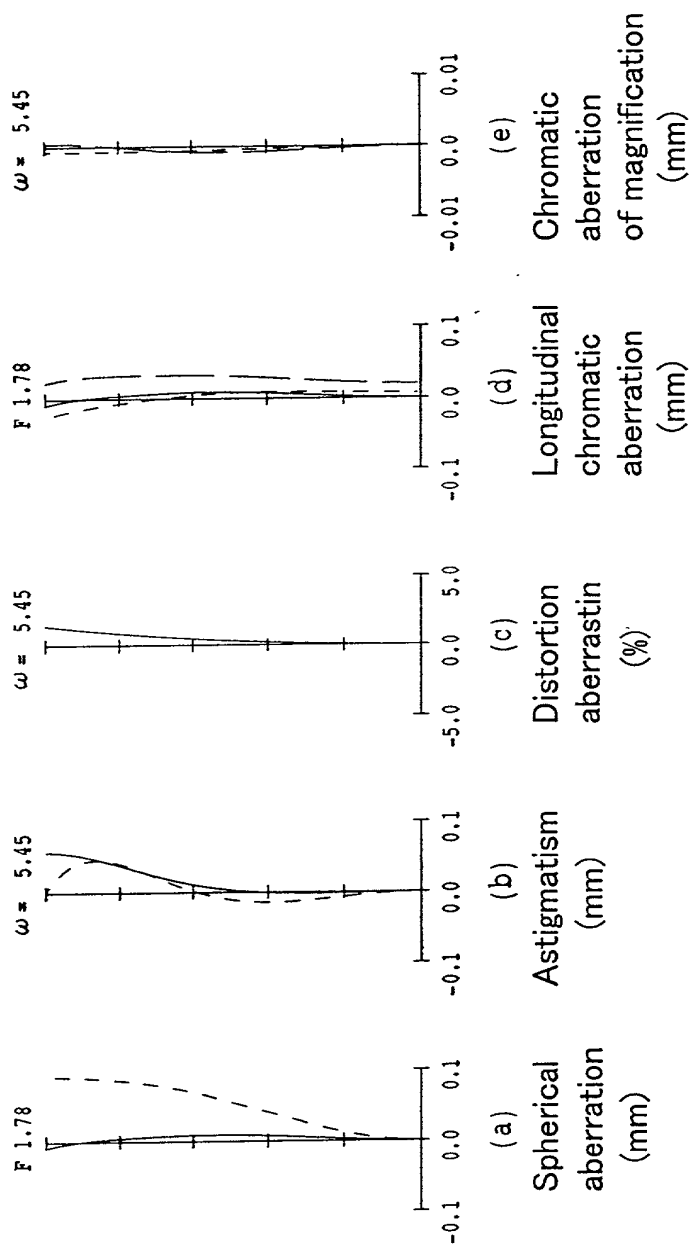 F 1.78
-0.1 0.0 0.1
(a)
Spherical
aberration
(mm)
ω= 5.45
-0.1 0.0 0.1
(b)
Astigmatism
(mm)
ω= 5.45
-5.0 0.0 5.0
(c)
Distortion
aberrastin
(%)
F 1.78
-0.1 0.0 0.1
(d)
Longitudinal
chromatic
aberration
(mm)
ω= 5.45
-0.01 0.0 0.01
(e)
Chromatic
aberration
of magnification
(mm)